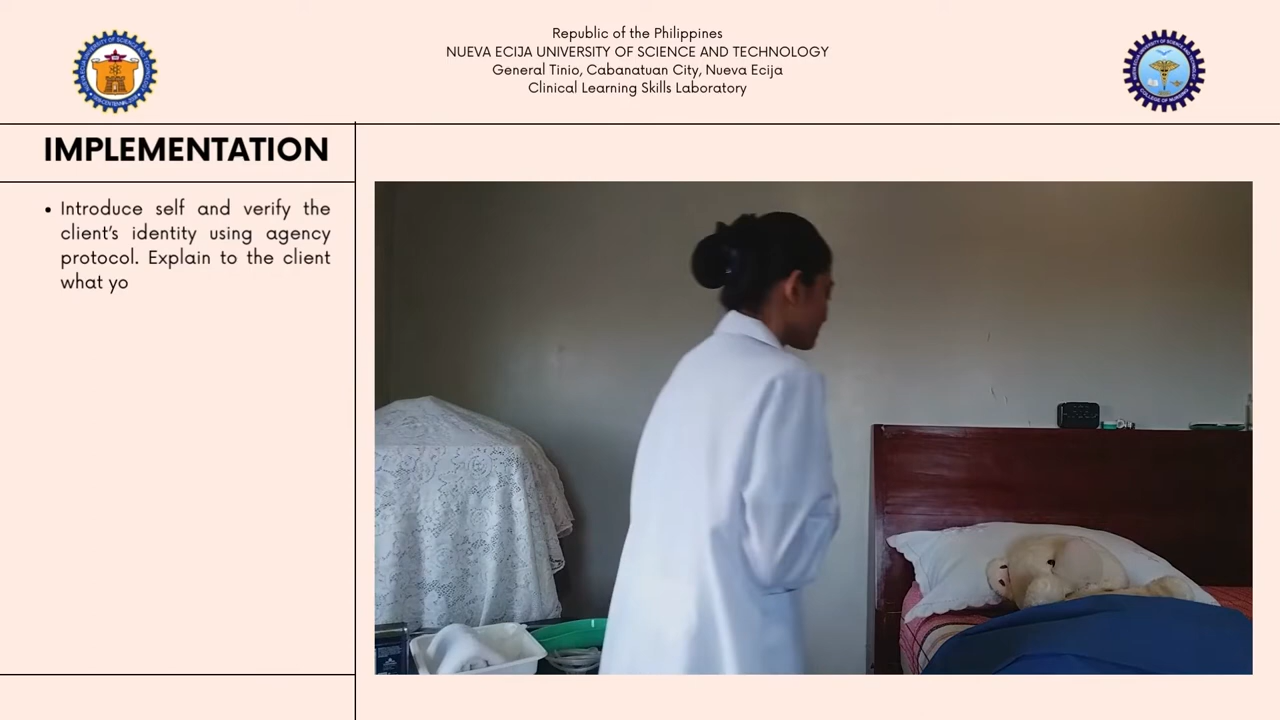 Republic of the Philippines
NUEVA ECIJA UNIVERSITY OF SCIENCE AND TECHNOLOGY
General Tinio, Cabanatuan City, Nueva Ecija
Clinical Learning Skills Laboratory
IMPLEMENTATION
• Introduce self and verify the
client's identity using agency
protocol. Explain to the client
what yo